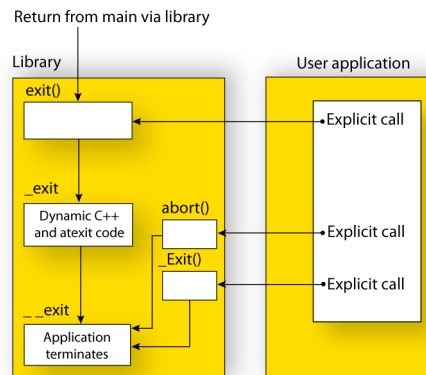 Return from main via library
Library
User application
exit()
Explicit call
_exit
abort()
Dynamic C++
and atexit code
Explicit call
_Exit()
Explicit call
_ _exit
Application
terminates